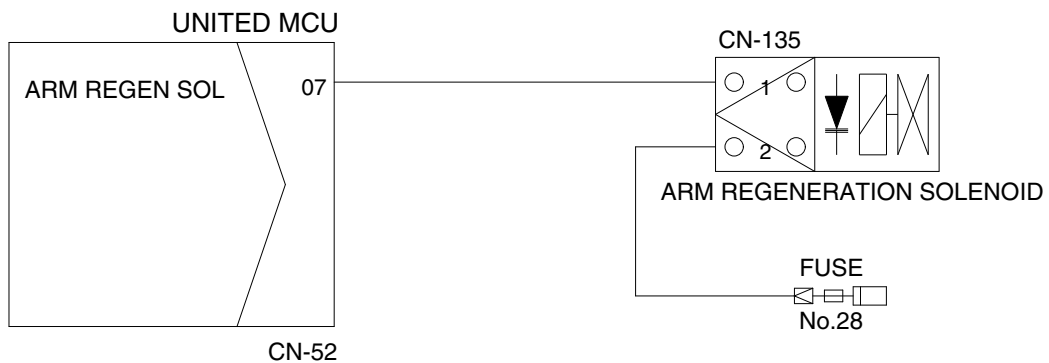 UNITED MCU
CN-135
ARM REGEN SOL
07
1
2
ARM REGENERATION SOLENOID
FUSE
No.28
CN-52